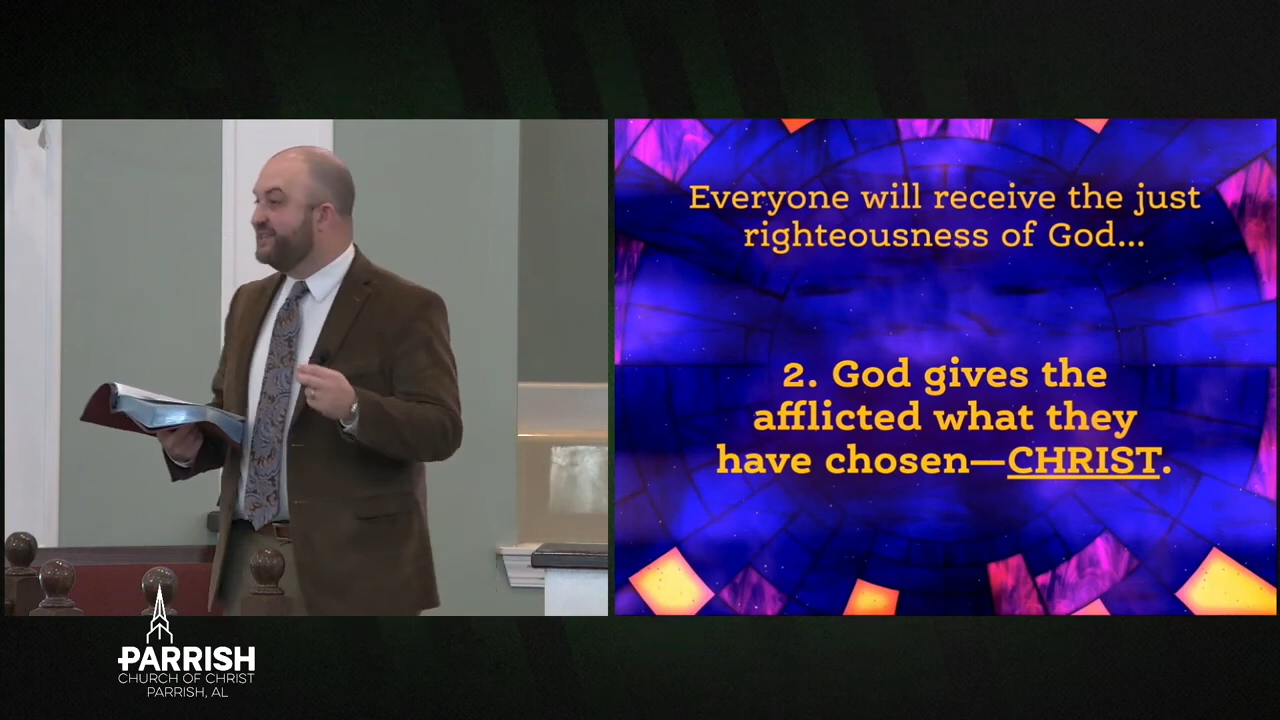 Everyone will receive the just
righteousness of God...
2. God gives the
afflicted what they
have chosen—CHRIST.
PARRISH
CHURCH OF CHRIST
PARRISH, AL